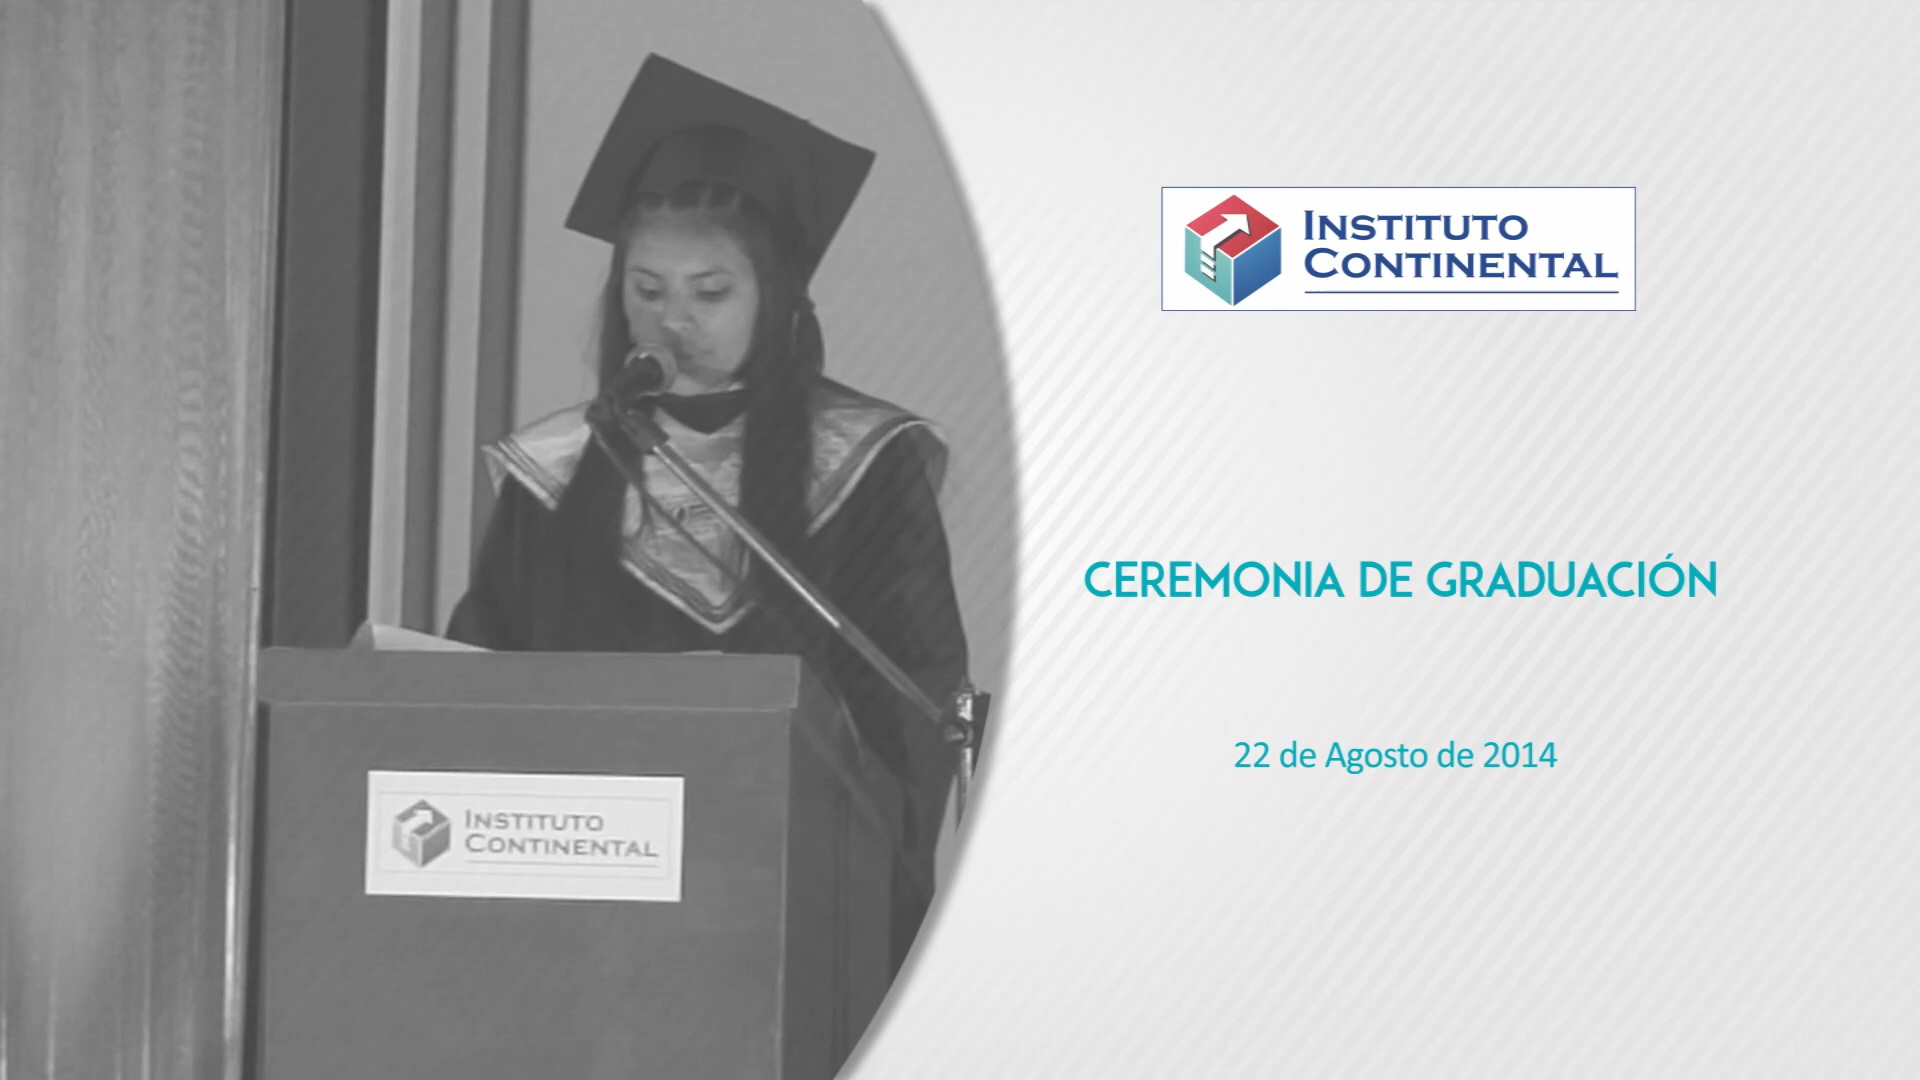 INSTITUTO
CONTINENTAL
CEREMONIA DE GRADUACIÓN
22 de Agosto de 2014
INSTITUTO
CONTINENTAL